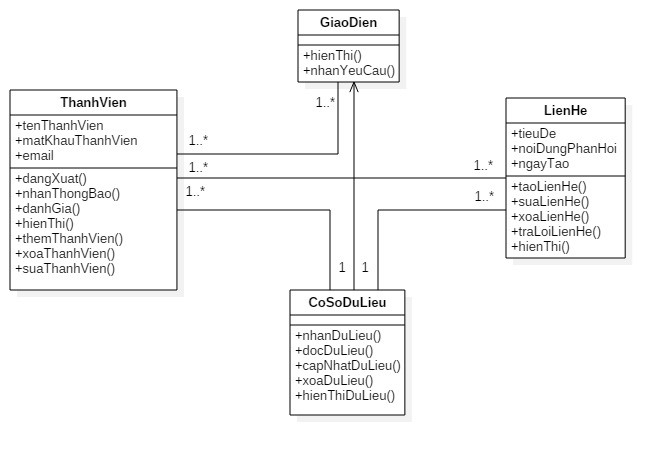 GiaoDien
+hienThi()
+nhanYeuCau()
1..*
ThanhVien
+tenThanhVien
+matKhauThanhVien
+email
+dangXuat()
+nhanThongBao()
+danhGia()
+hienThi()
+themThanhVien()
+xoaThanhVien()
+suaThanhVien()
1..*
1..*
1..*
1..*
1..*
LienHe
+tieuDe
+noiDungPhanHoi
+ngayTao
+taoLienHe()
+suaLienHe()
+xoaLienHe()
+traLoiLienHe()
+hienThi()
1
1
CoSoDuLieu
+nhanDuLieu()
+docDuLieu()
+capNhatDuLieu()
+xoaDuLieu()
+hienThiDuLieu()